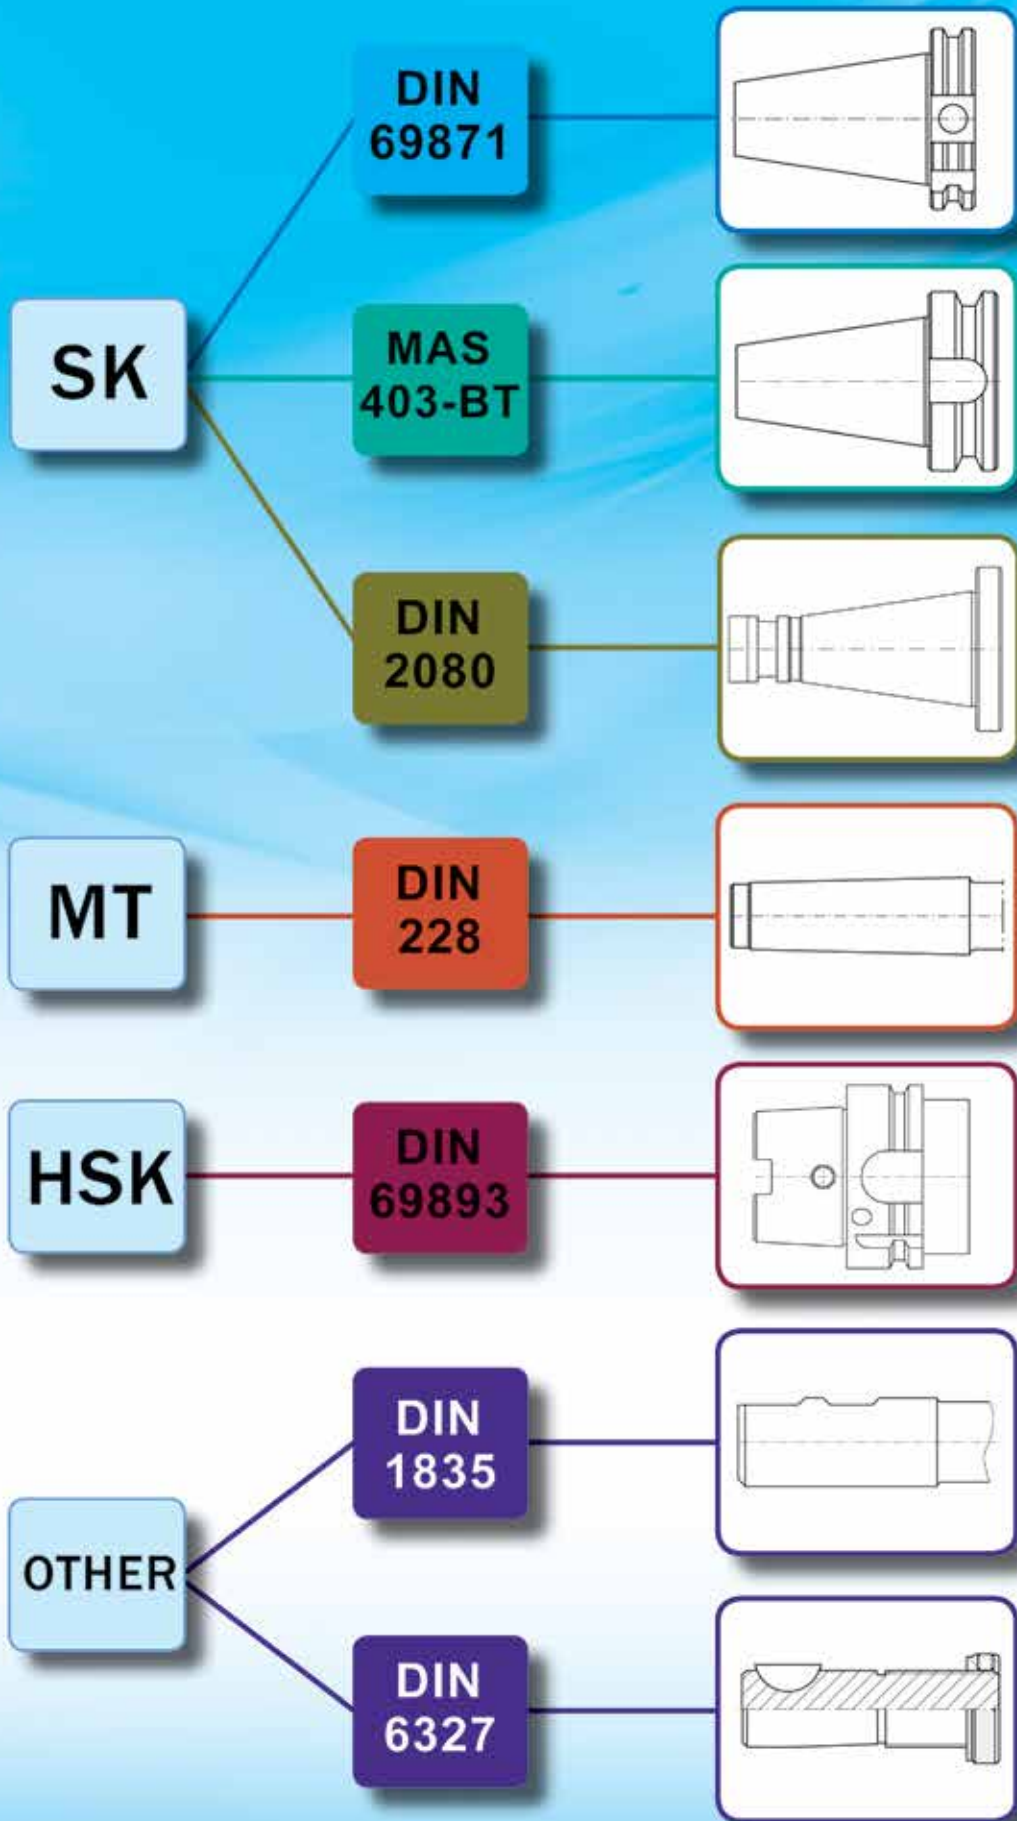 SK
DIN
69871
MAS
403-BT
DIN
2080
MT
DIN
228
HSK
DIN
69893
OTHER
DIN
1835
DIN
6327